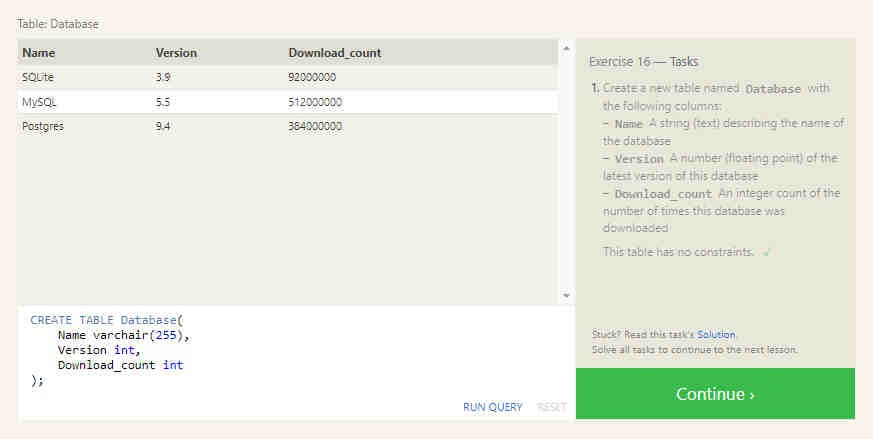 Table: Database
Name Version Download_count
SQLite 3.9 92000000
MySQL 5.5 512000000
Postgres 9.4 384000000
CREATE TABLE Database(
Name varchair(255),
Version int,
Download_count int
);
RUN QUERY RESET
Exercise 16 — Tasks
1. Create a new table named Database with
the following columns:
– Name A string (text) describing the name of
the database
– Version A number (floating point) of the
latest version of this database
– Download_count An integer count of the
number of times this database was
downloaded
This table has no constraints. ✓
Stuck? Read this task's Solution.
Solve all tasks to continue to the next lesson.
Continue ›